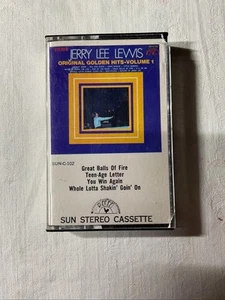 JERRY LEE LEWIS
ORIGINAL GOLDEN HITS-VOLUME 1
SUN-C-102
Great Balls Of Fire
Teen-Age Letter
You Win Again
Whole Lotta Shakin' Goin' On
SUN STEREO CASSETTE